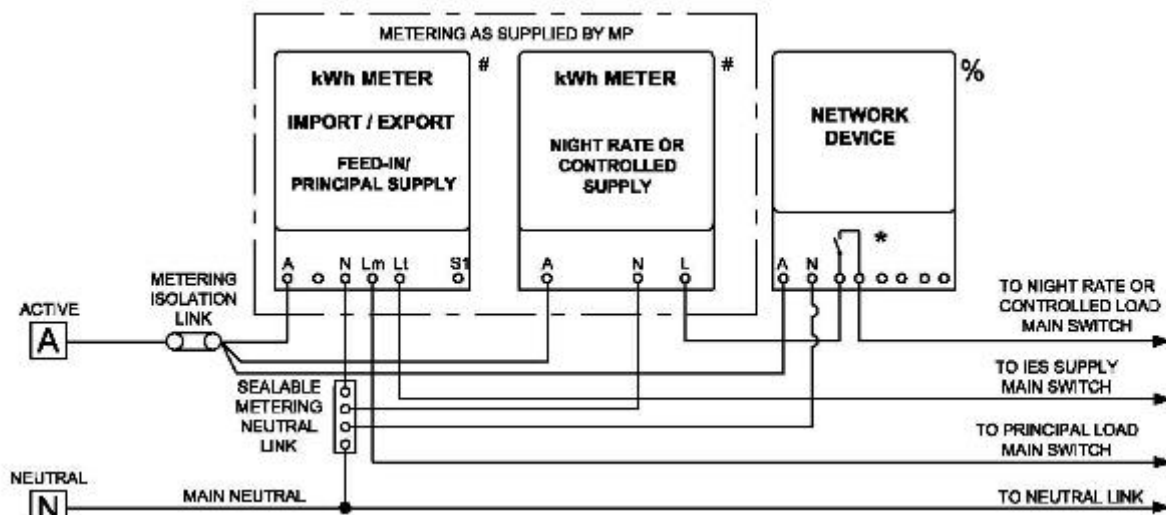 METERING AS SUPPLIED BY MP
kWh METER
#
IMPORT / EXPORT
FEED-IN/
PRINCIPAL SUPPLY
A
N
Lm
Lt
S1
kWh METER
#
NIGHT RATE OR
CONTROLLED
SUPPLY
A
N
L
NETWORK
DEVICE
%
*
A
N
METERING
ISOLATION
LINK
ACTIVE
A
TO NIGHT RATE OR
CONTROLLED LOAD
MAIN SWITCH
TO IES SUPPLY
MAIN SWITCH
SEALABLE
METERING
NEUTRAL
LINK
TO PRINCIPAL LOAD
MAIN SWITCH
NEUTRAL
N
MAIN NEUTRAL
TO NEUTRAL LINK